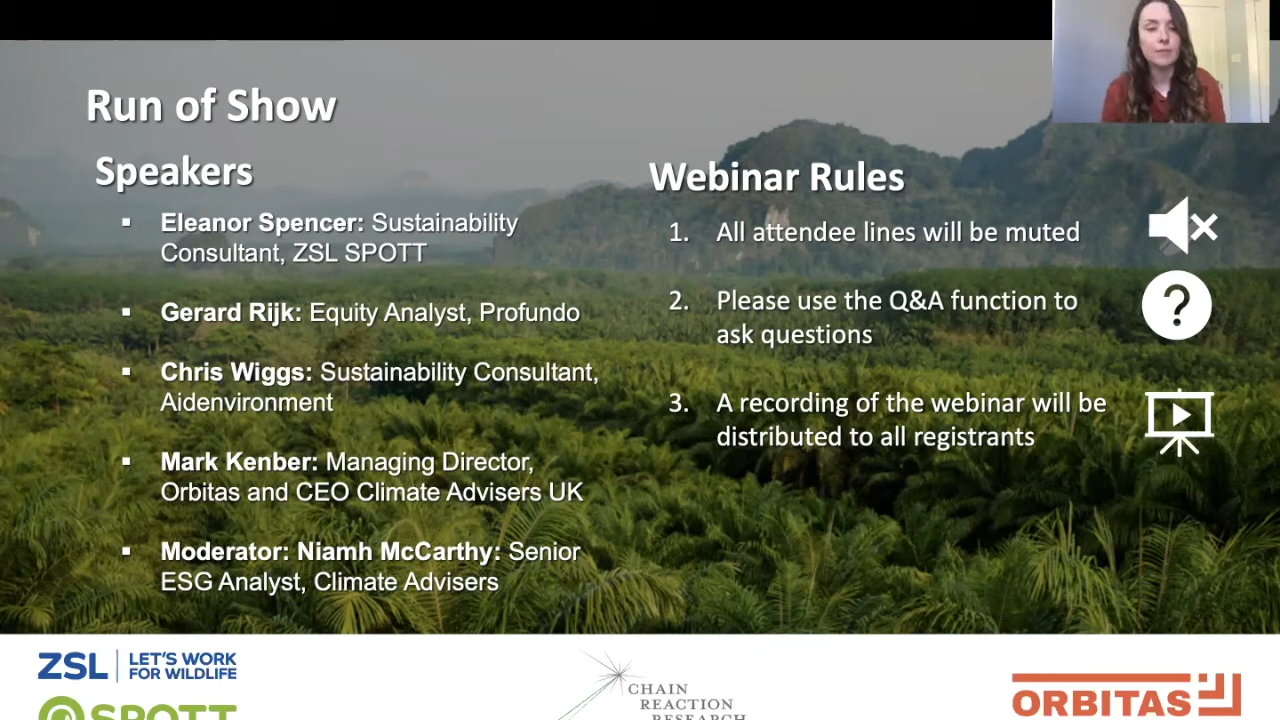 Run of Show
Speakers
▪ Eleanor Spencer: Sustainability
Consultant, ZSL SPOTT
▪ Gerard Rijk: Equity Analyst, Profundo
▪ Chris Wiggs: Sustainability Consultant,
Aidenvironment
▪ Mark Kenber: Managing Director,
Orbitas and CEO Climate Advisers UK
▪ Moderator: Niamh McCarthy: Senior
ESG Analyst, Climate Advisers
Webinar Rules
1. All attendee lines will be muted
2. Please use the Q&A function to
ask questions
3. A recording of the webinar will be
distributed to all registrants
?
ZSL
LET'S WORK
FOR WILDLIFE
SPOTT
CHAIN
REACTION
RESEARCH
ORBITAS